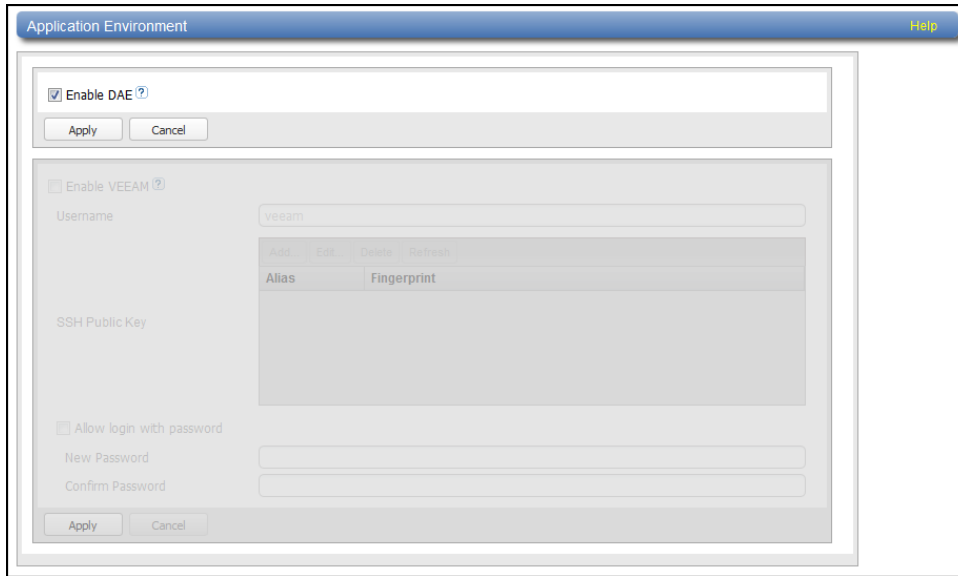 Application Environment Help
Enable DAE ?
Apply Cancel
Enable VEEAM ?
Username veeam
Add... Edit... Delete Refresh
Alias Fingerprint
SSH Public Key
Allow login with password
New Password
Confirm Password
Apply Cancel